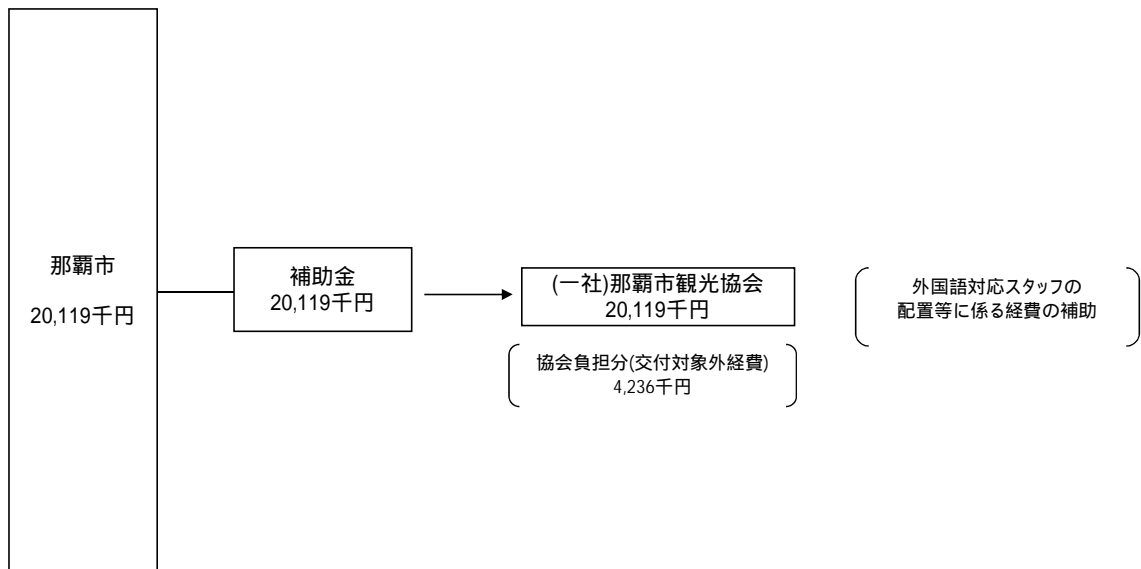 那覇市
20,119千円
補助金
20,119千円
(一社)那覇市観光協会
20,119千円
協会負担分(交付対象外経費)
4,236千円
外国語対応スタッフの
配置等に係る経費の補助